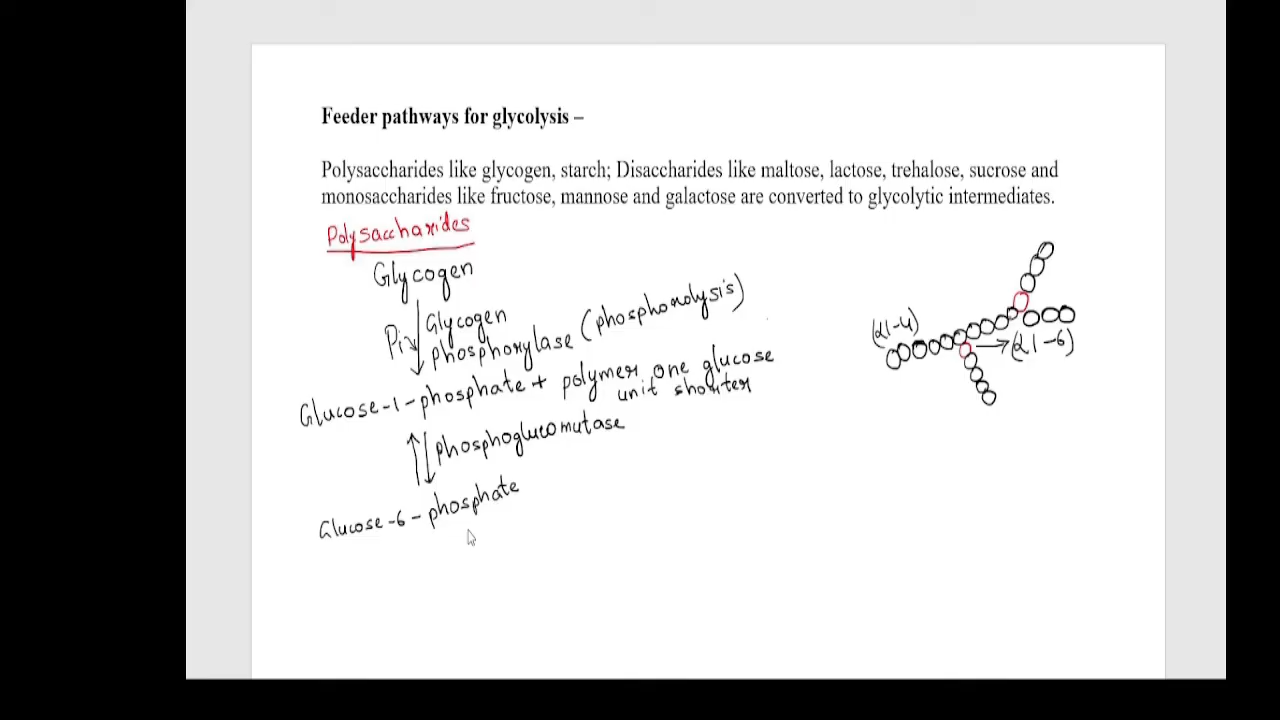 Feeder pathways for glycolysis –
Polysaccharides like glycogen, starch; Disaccharides like maltose, lactose, trehalose, sucrose and
monosaccharides like fructose, mannose and galactose are converted to glycolytic intermediates.
Polysaccharides
Glycogen
Pi Glycogen
phosphorylase (phosphorolysis)
Glucose-1-phosphate + polymer one glucose
unit shorter
phosphoglucomutase
Glucose-6-phosphate
(α1-4)
(α1-6)